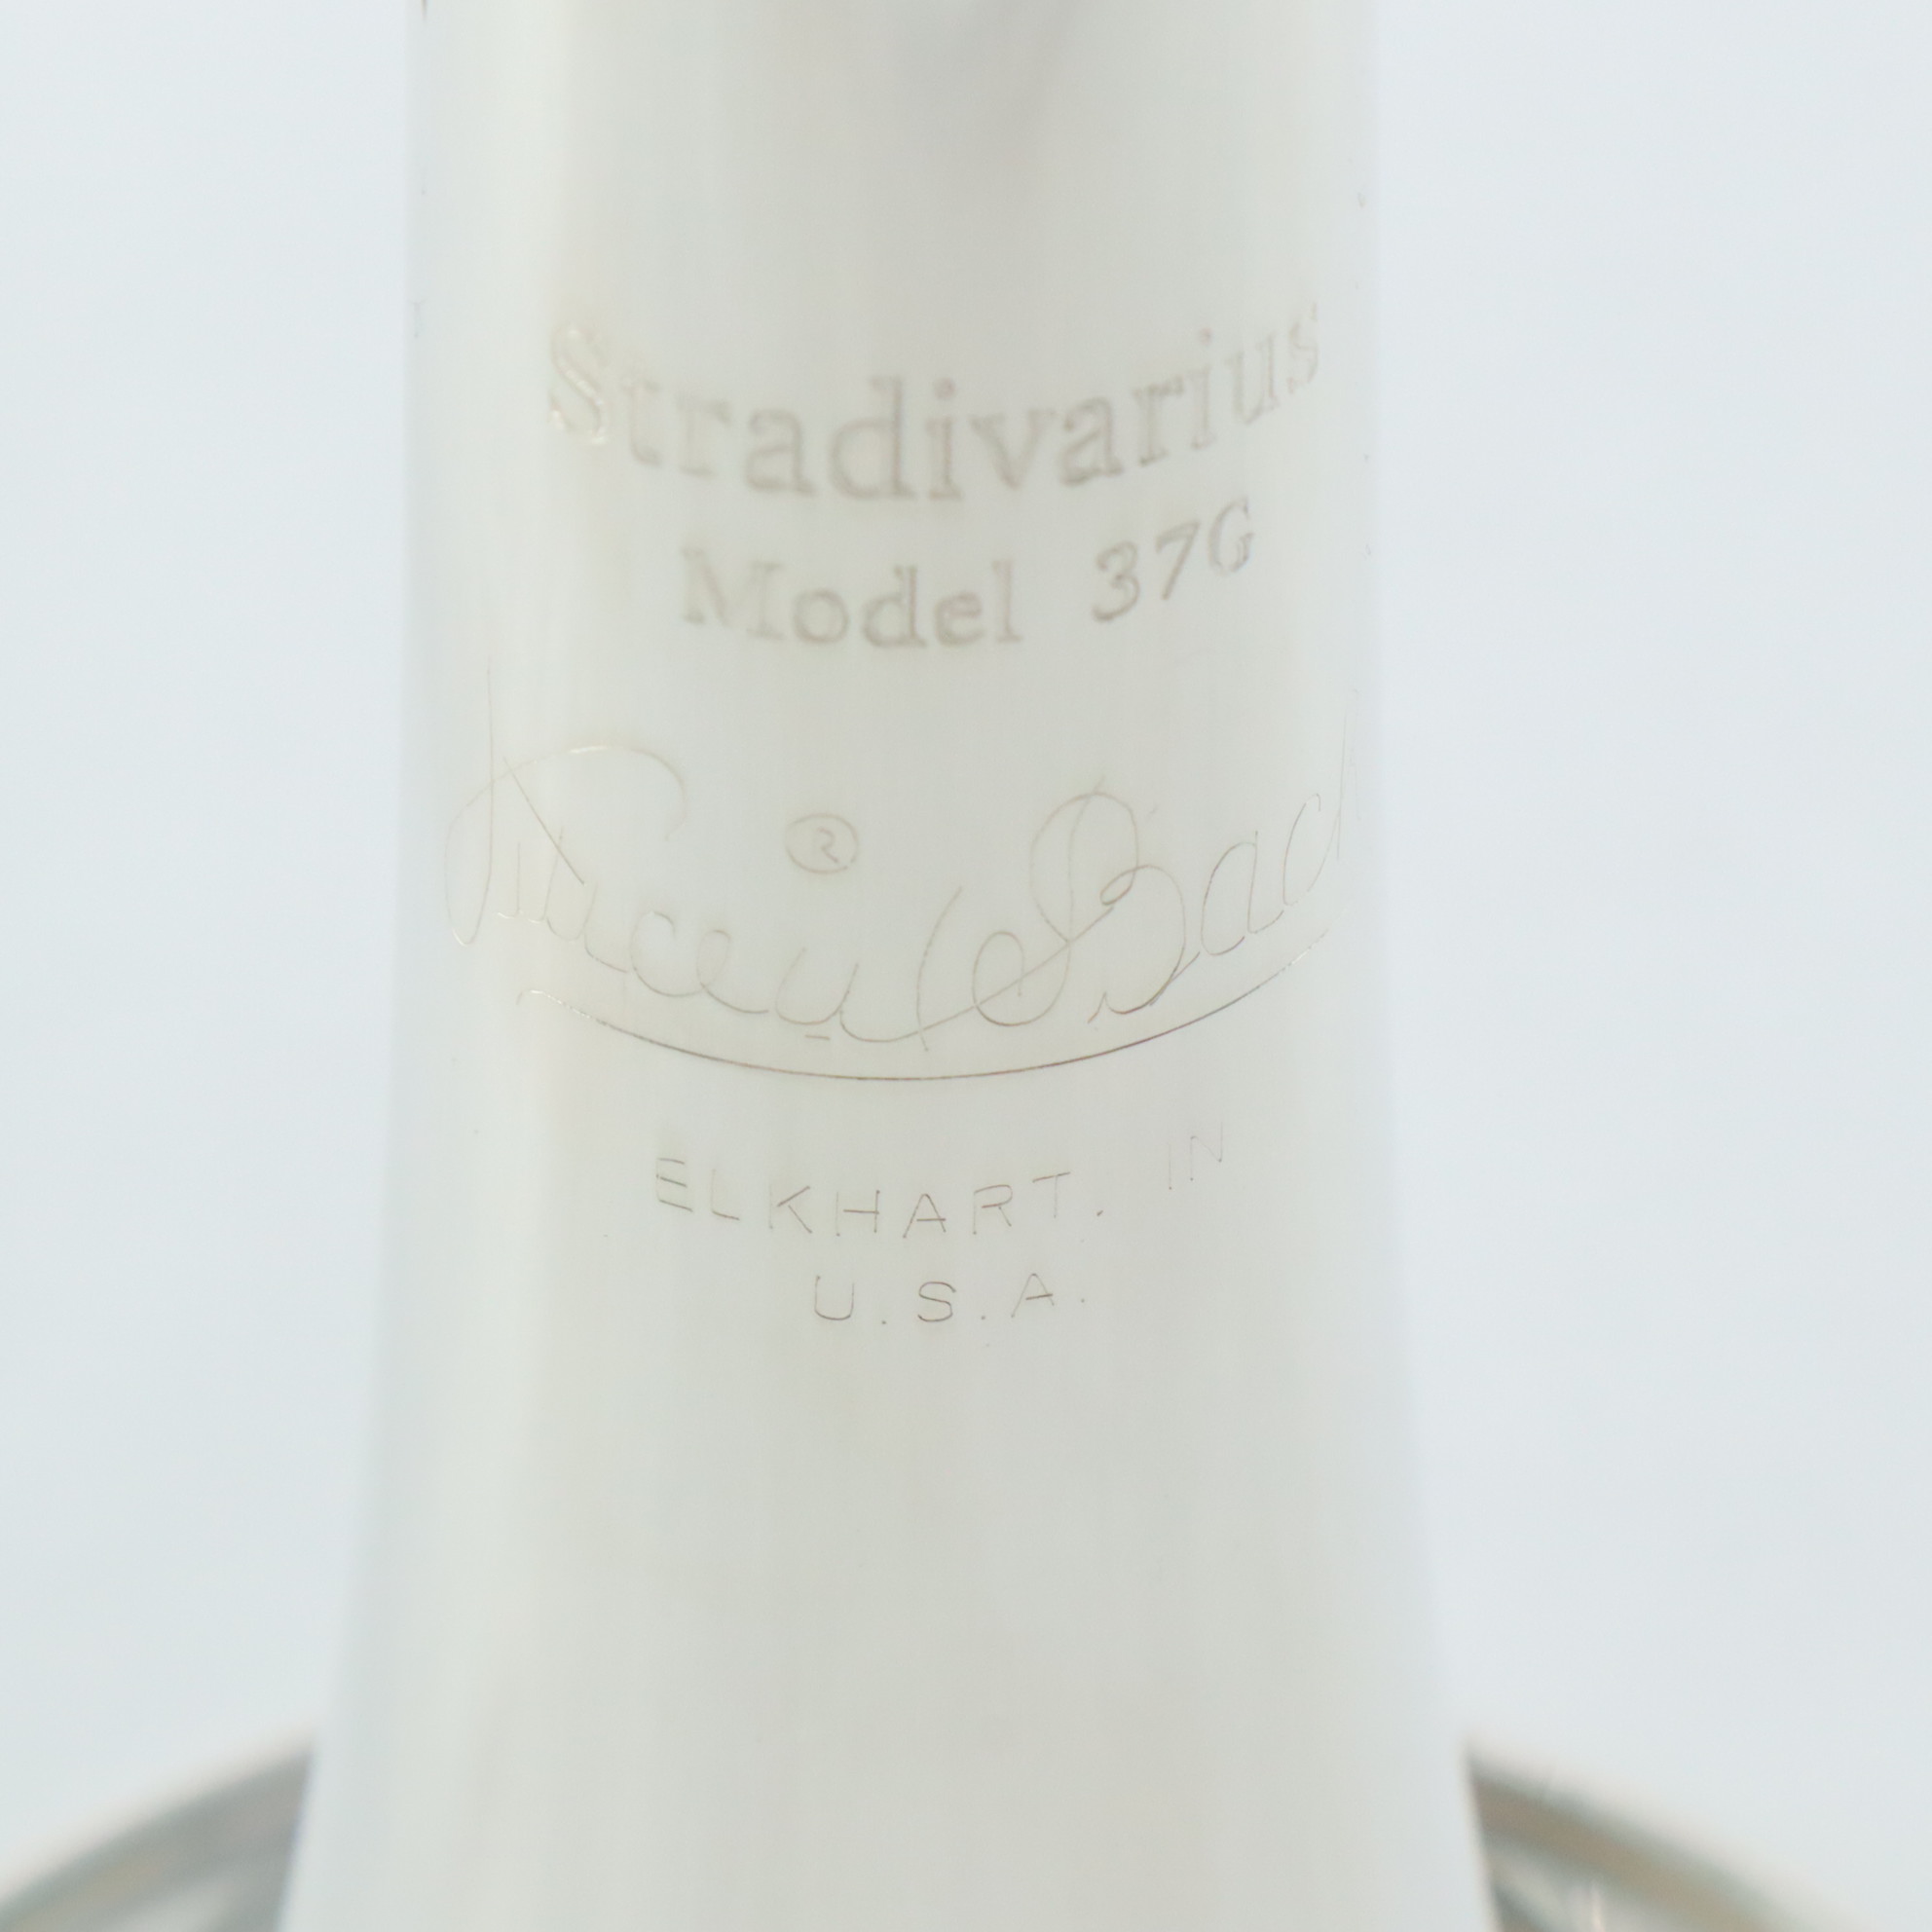 Stradivarius
Model 37G
®
Vincent Bach
ELKHART. IN
U.S.A.